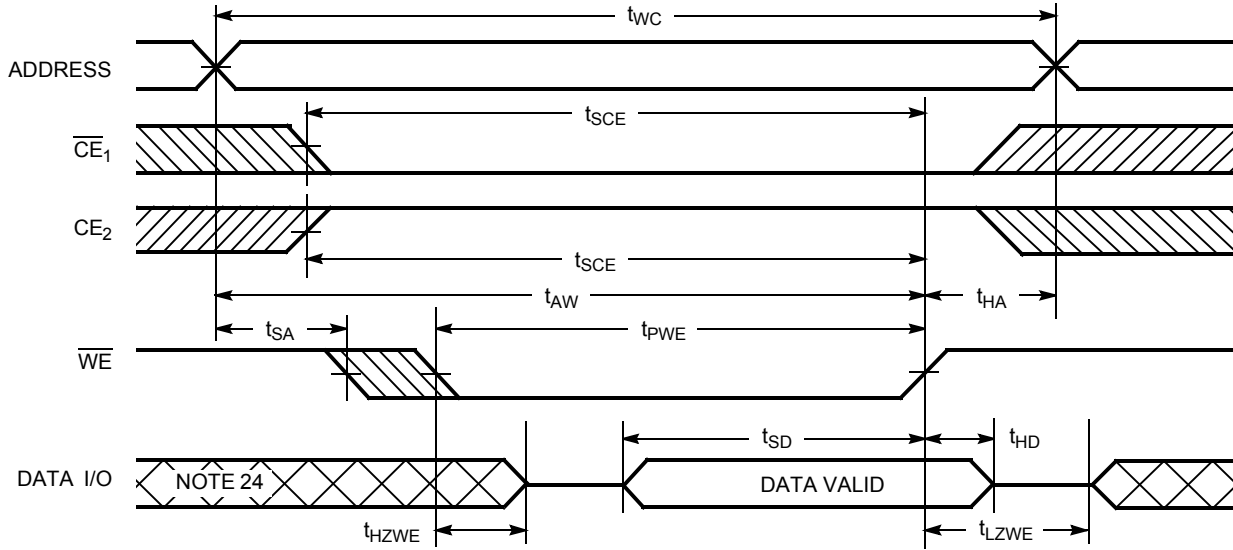 tWC
ADDRESS
tSCE
CE1
CE2
tSCE
tAW
tHA
tSA
tPWE
WE
tSD
tHD
DATA I/O
NOTE 24
DATA VALID
tHZWE
tLZWE